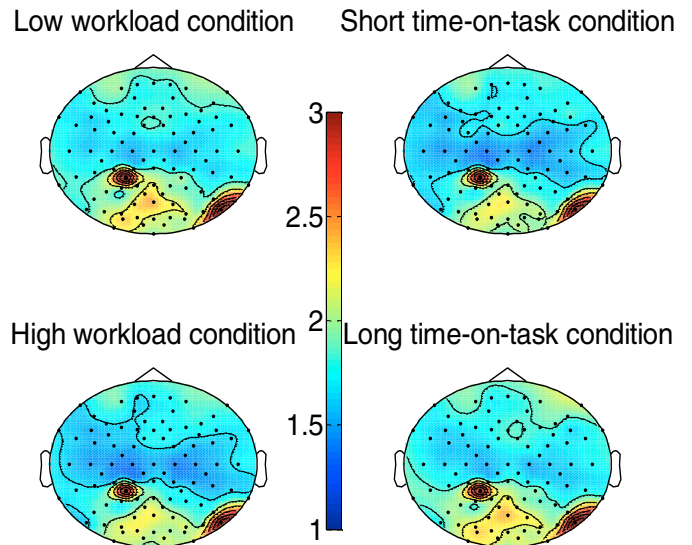 Low workload condition
Short time-on-task condition
3
2.5
2
High workload condition
Long time-on-task condition
1.5
1